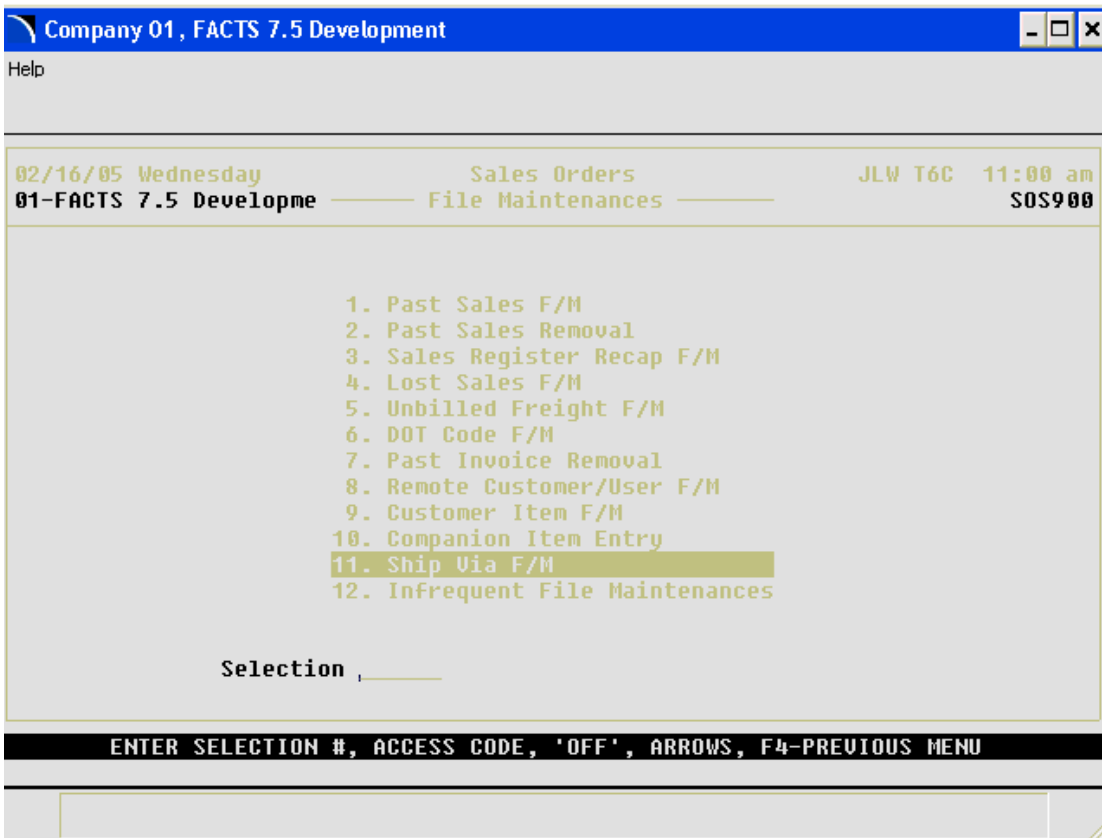 Company 01, FACTS 7.5 Development
Help
02/16/05 Wednesday Sales Orders JLW T6C 11:00 am
01-FACTS 7.5 Developme File Maintenances SOS900
1. Past Sales F/M
2. Past Sales Removal
3. Sales Register Recap F/M
4. Lost Sales F/M
5. Unbilled Freight F/M
6. DOT Code F/M
7. Past Invoice Removal
8. Remote Customer/User F/M
9. Customer Item F/M
10. Companion Item Entry
11. Ship Via F/M
12. Infrequent File Maintenances
Selection
ENTER SELECTION #, ACCESS CODE, 'OFF', ARROWS, F4-PREVIOUS MENU